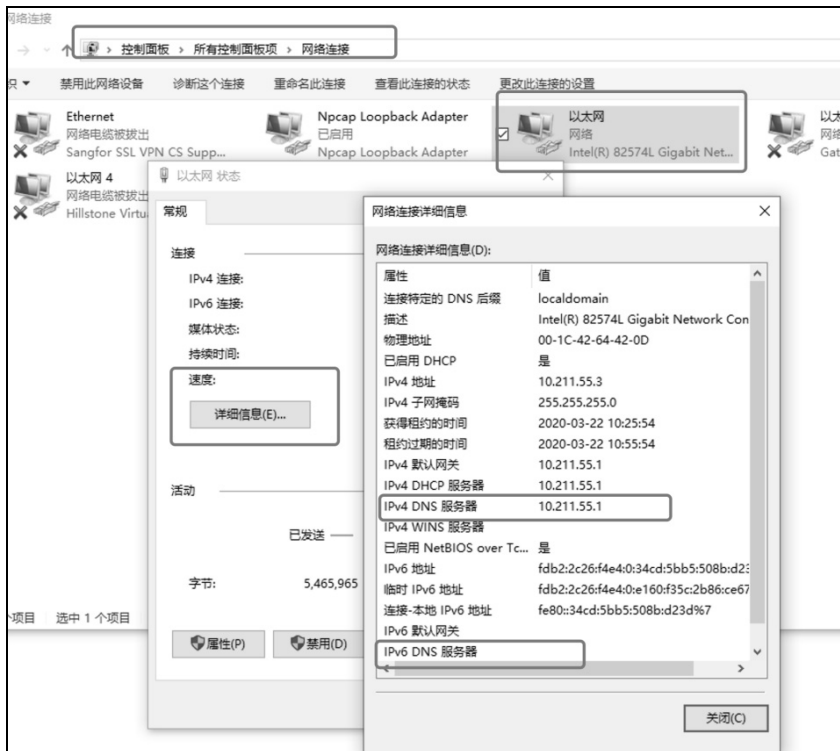 网络连接
控制面板 › 所有控制面板项 › 网络连接
禁用此网络设备 诊断这个连接 重命名此连接 查看此连接的状态 更改此连接的设置
Ethernet
网络电缆被拔出
Sangfor SSL VPN CS Supp...
Npcap Loopback Adapter
已启用
Npcap Loopback Adapter
以太网
网络
Intel(R) 82574L Gigabit Net...
以太网 4
网络电缆被拔出
Hillstone Virtu
以太网 状态
常规
连接
IPv4 连接:
IPv6 连接:
媒体状态:
持续时间:
速度:
详细信息(E)...
活动
已发送
字节: 5,465,965
属性(P) 禁用(D)
选中 1 个项目
网络连接详细信息
网络连接详细信息(D):
属性 值
连接特定的 DNS 后缀 localdomain
描述 Intel(R) 82574L Gigabit Network Con
物理地址 00-1C-42-64-42-0D
已启用 DHCP 是
IPv4 地址 10.211.55.3
IPv4 子网掩码 255.255.255.0
获得租约的时间 2020-03-22 10:25:54
租约过期的时间 2020-03-22 10:55:54
IPv4 默认网关 10.211.55.1
IPv4 DHCP 服务器 10.211.55.1
IPv4 DNS 服务器 10.211.55.1
IPv4 WINS 服务器
已启用 NetBIOS over Tc... 是
IPv6 地址 fdb2:2c26:f4e4:0:34cd:5bb5:508b:d23
临时 IPv6 地址 fdb2:2c26:f4e4:0:e160:f35c:2b86:ce67
连接-本地 IPv6 地址 fe80::34cd:5bb5:508b:d23d%7
IPv6 默认网关
IPv6 DNS 服务器
关闭(C)